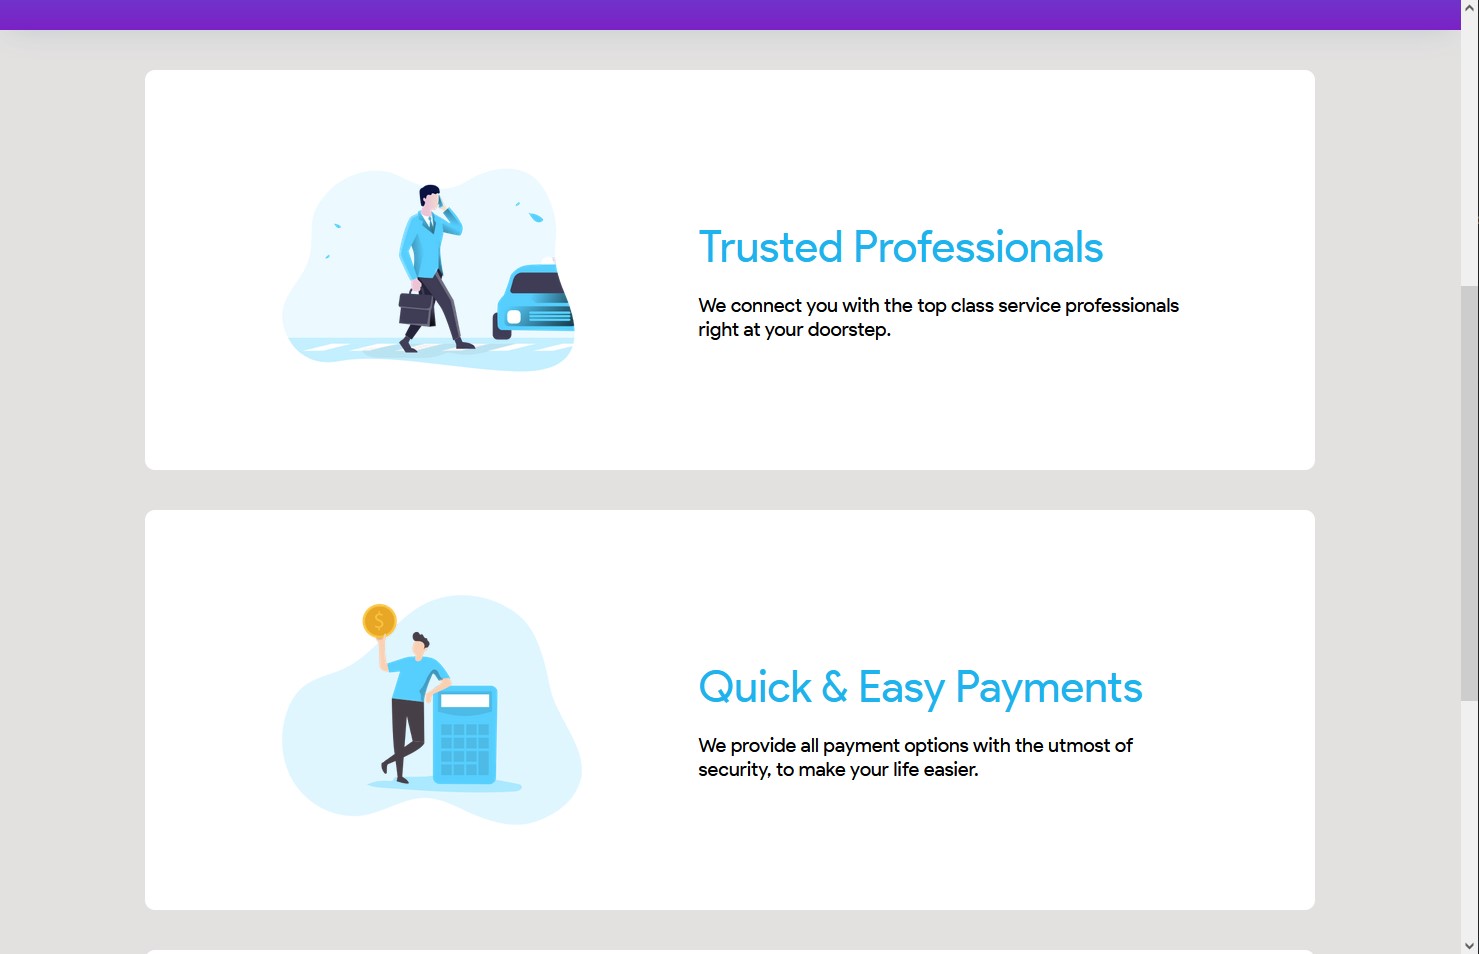 Trusted Professionals
We connect you with the top class service professionals
right at your doorstep.
$
Quick & Easy Payments
We provide all payment options with the utmost of
security, to make your life easier.